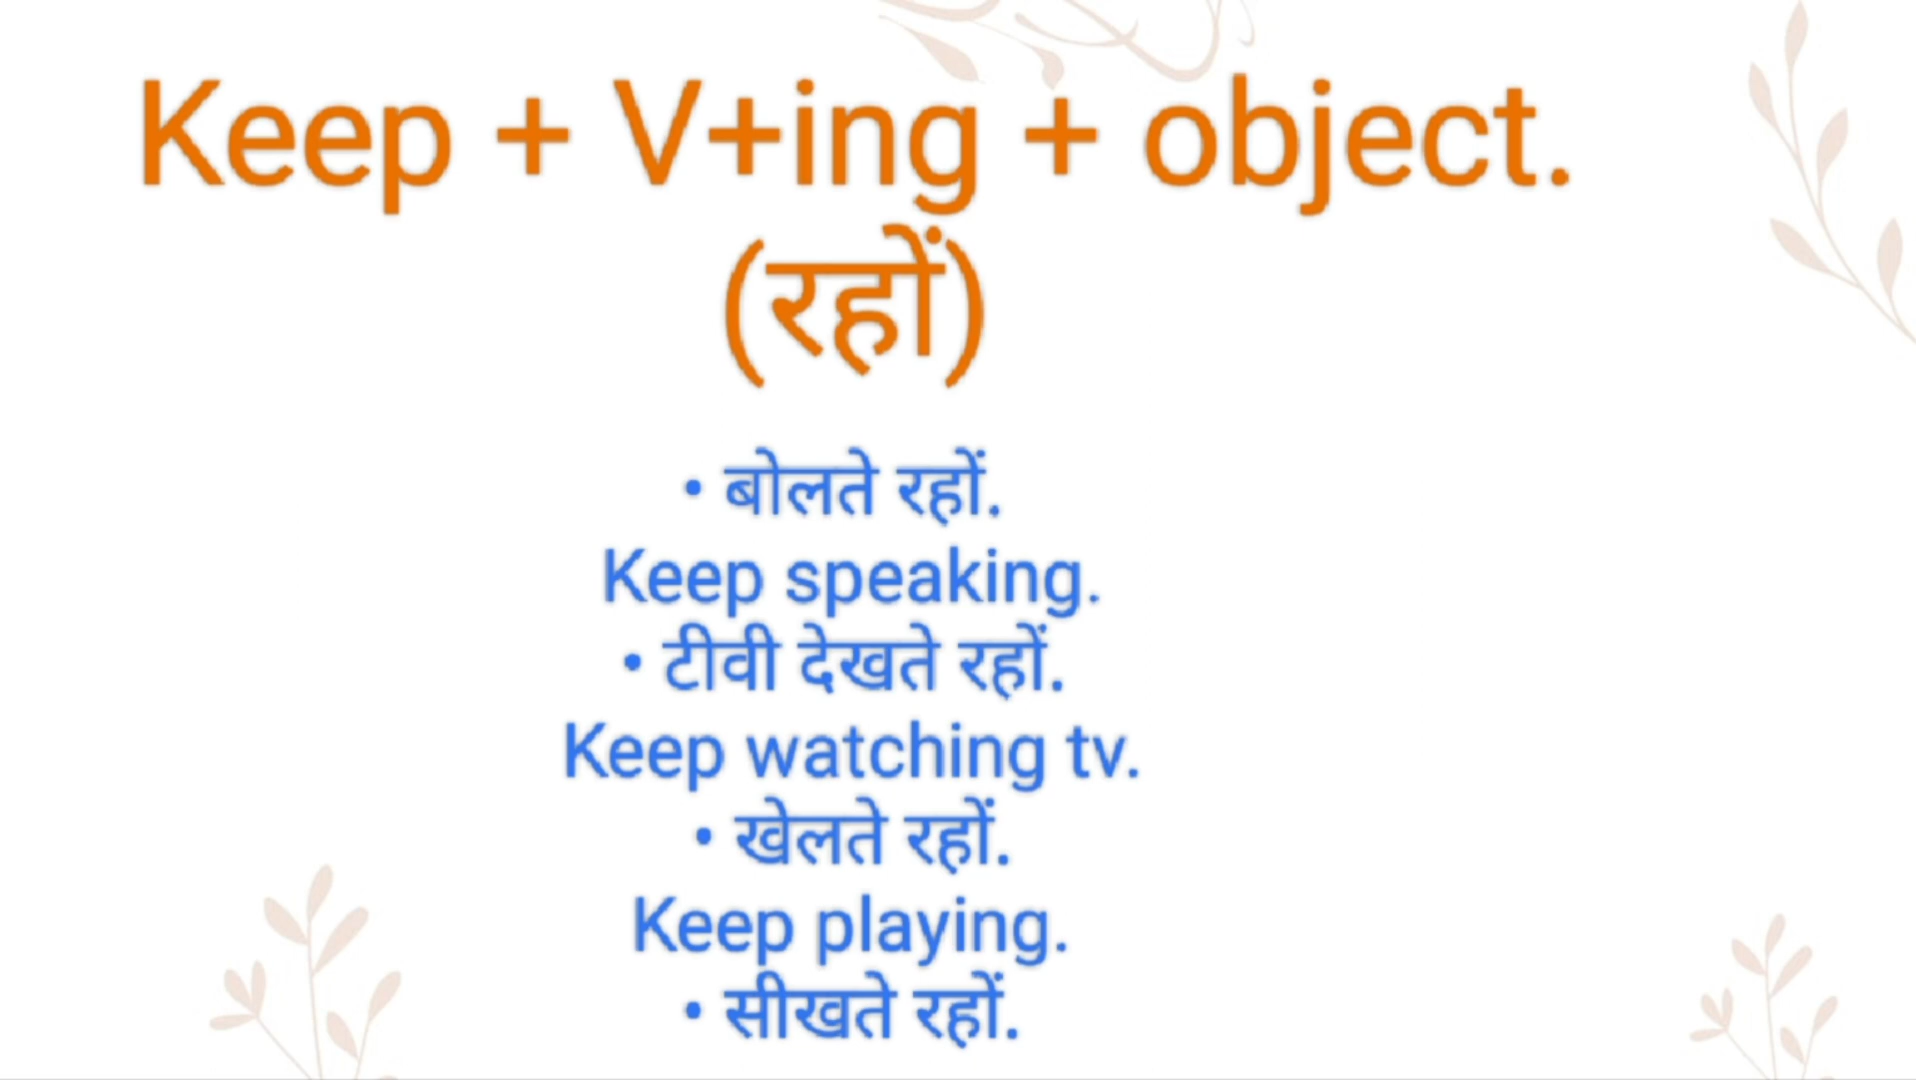 Keep + V+ing + object.
(रहों)
• बोलते रहों.
Keep speaking.
• टीवी देखते रहों.
Keep watching tv.
• खेलते रहों.
Keep playing.
• सीखते रहों.